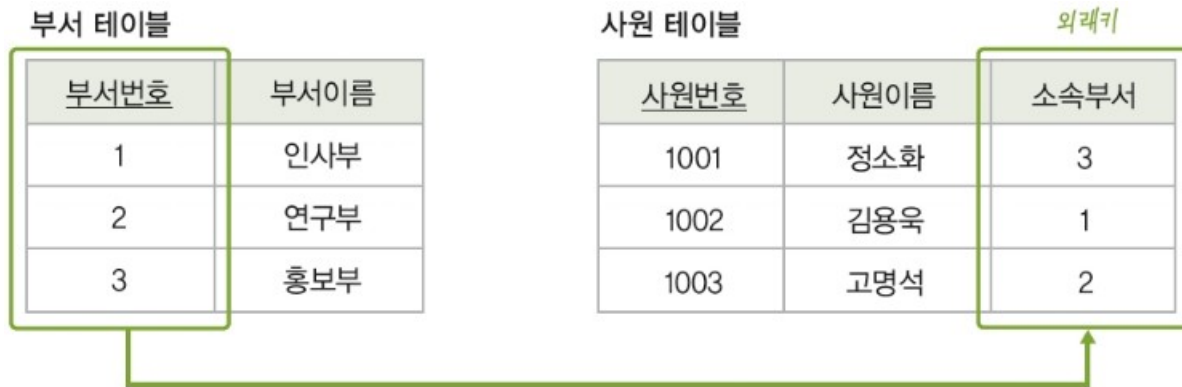 부서 테이블
부서번호 부서이름
1 인사부
2 연구부
3 홍보부
사원 테이블
외래키
사원번호 사원이름 소속부서
1001 정소화 3
1002 김용욱 1
1003 고명석 2